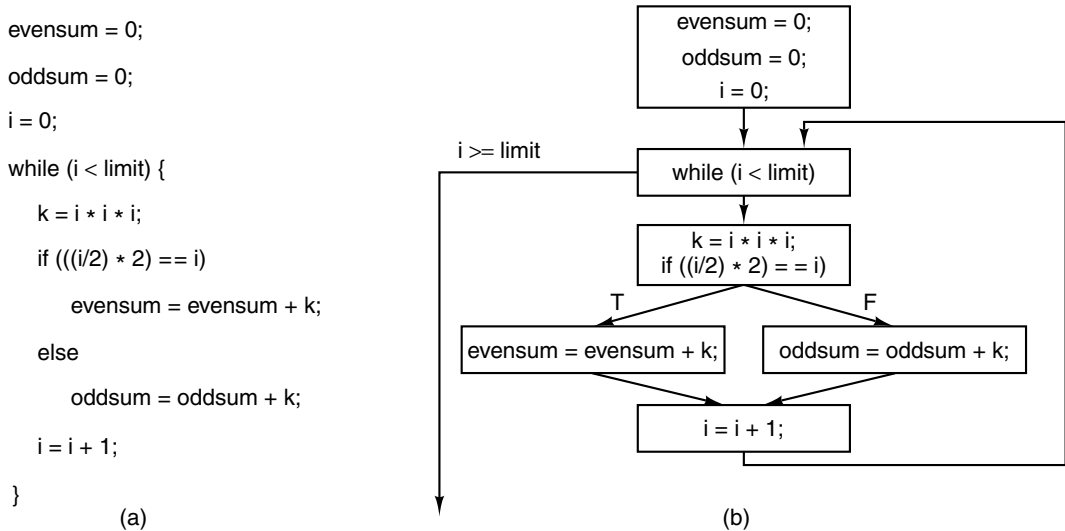 evensum = 0;
oddsum = 0;
i = 0;
while (i < limit) {
k = i * i * i;
if (((i/2) * 2) == i)
evensum = evensum + k;
else
oddsum = oddsum + k;
i = i + 1;
}
(a)
evensum = 0;
oddsum = 0;
i = 0;
i >= limit
while (i < limit)
k = i * i * i;
if ((i/2) * 2) = = i)
T
F
evensum = evensum + k;
oddsum = oddsum + k;
i = i + 1;
(b)